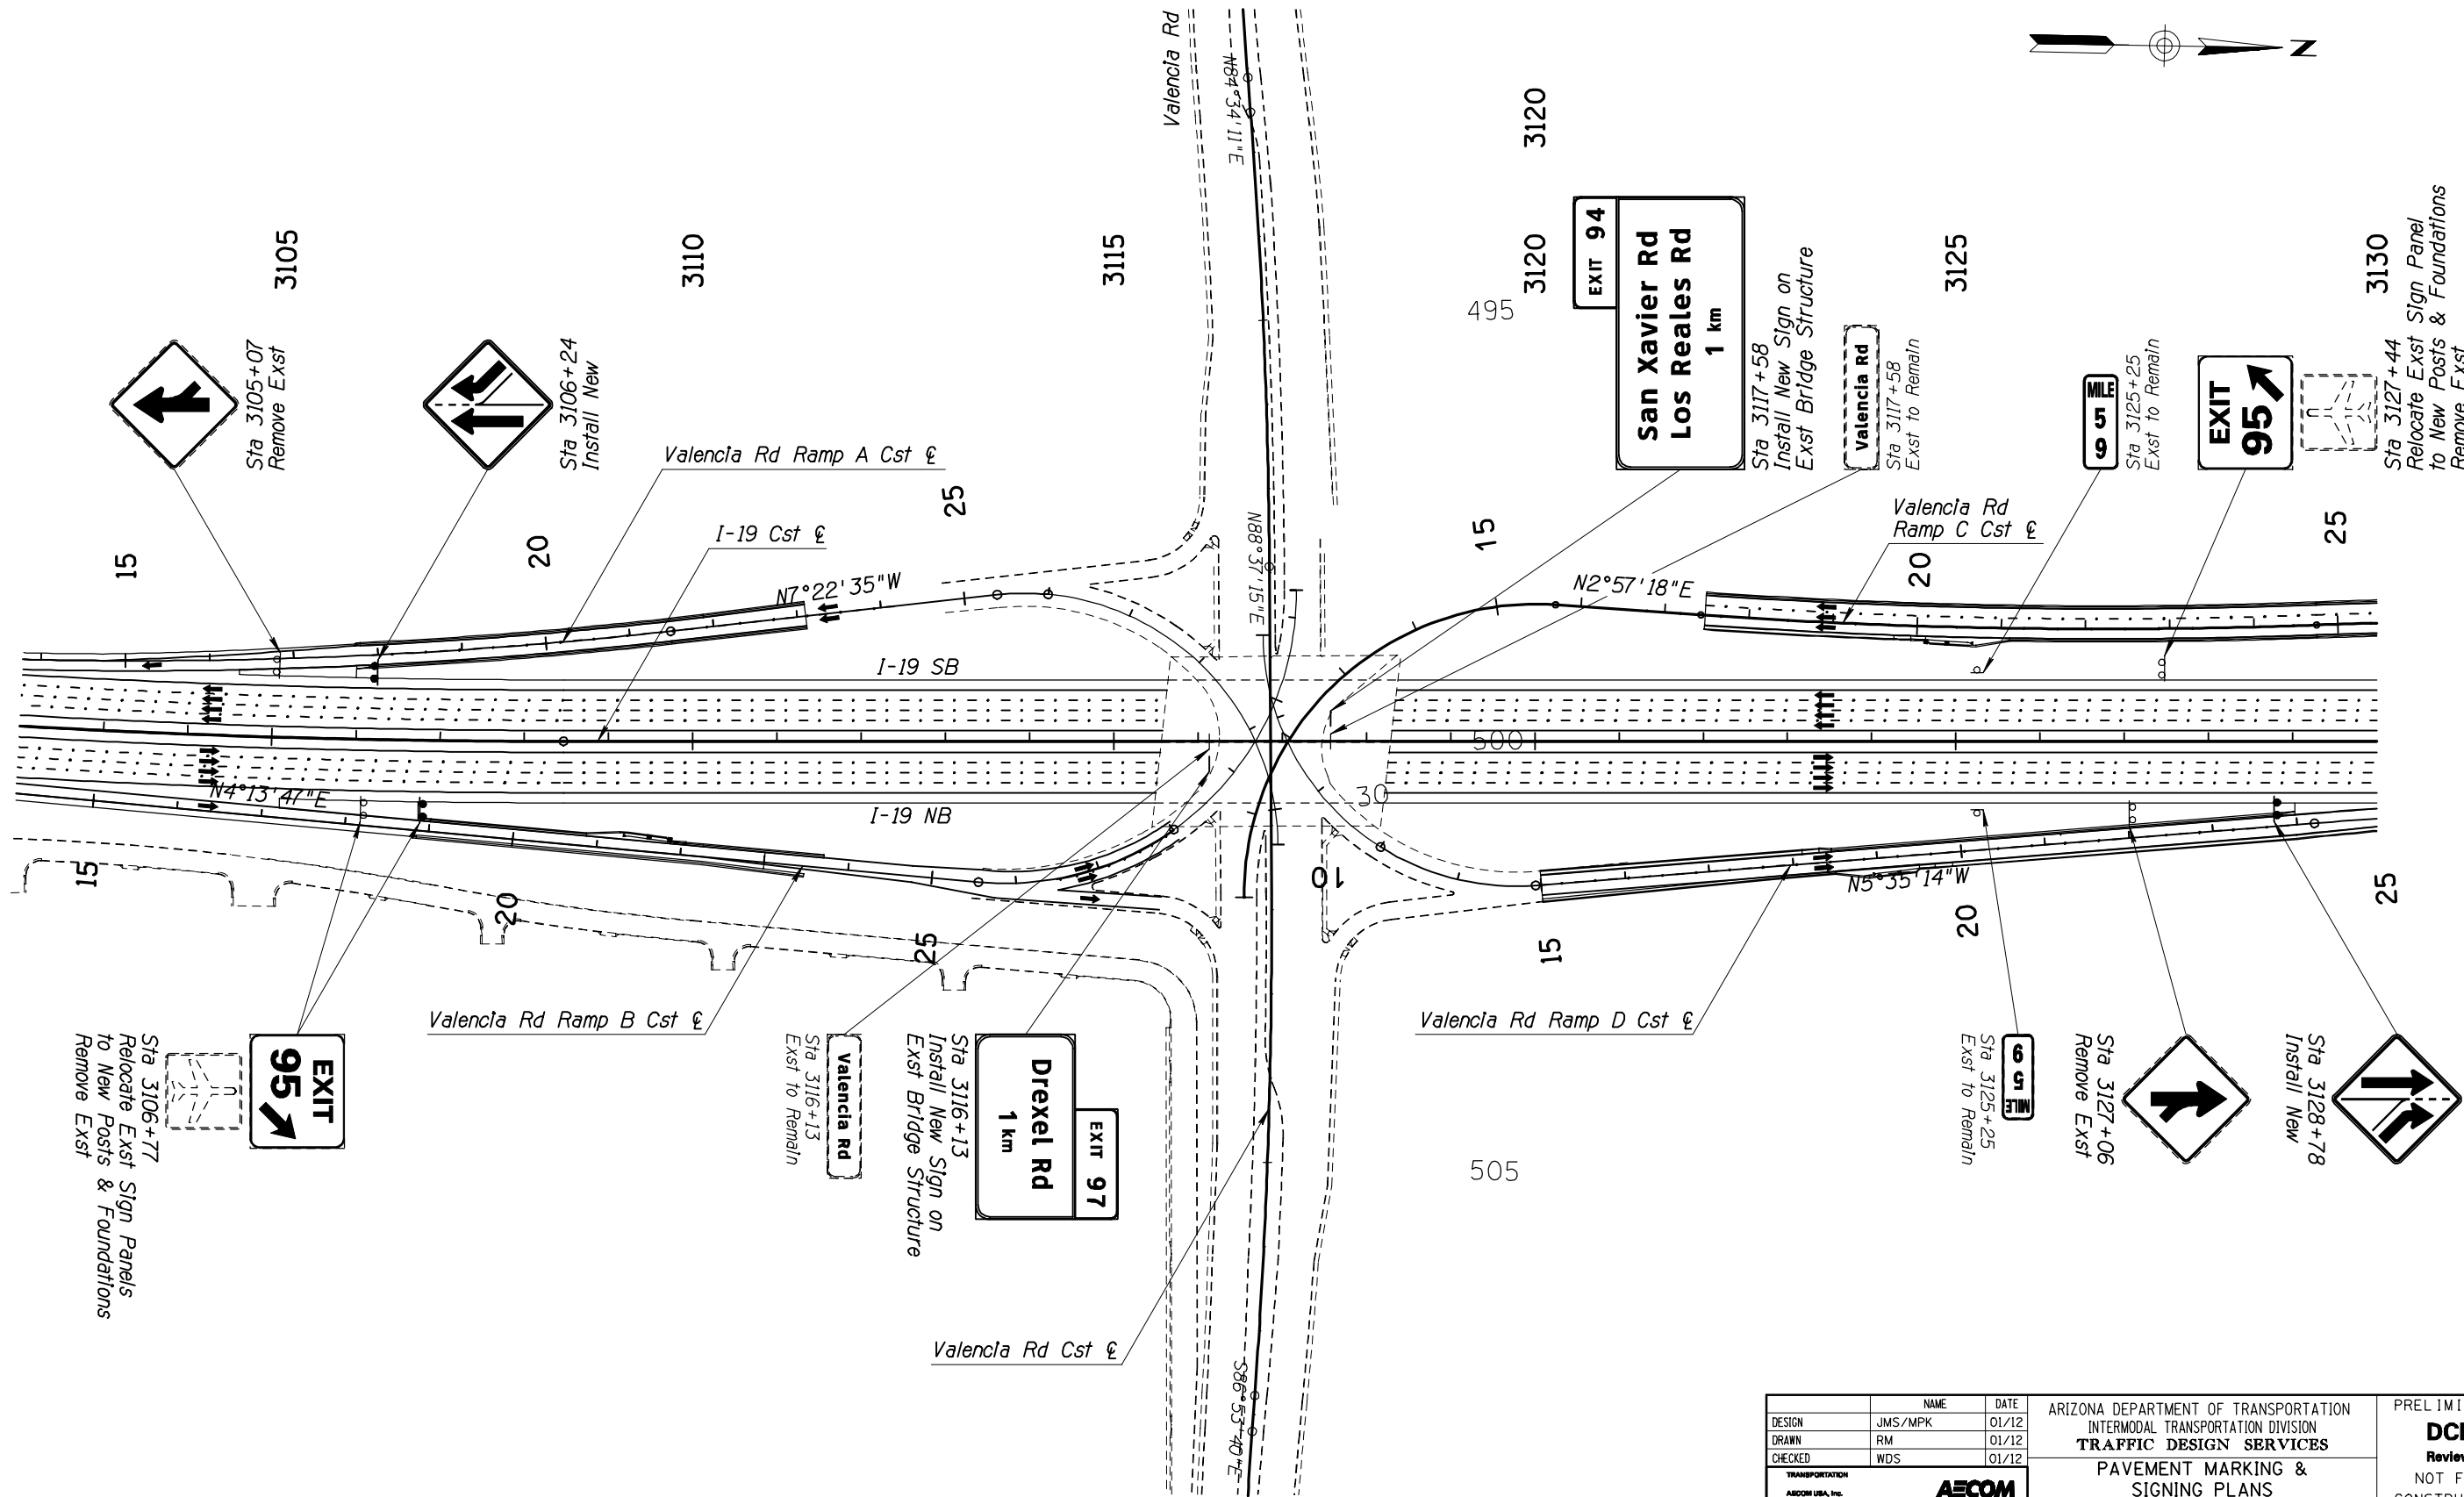 N
Valencia Rd
N84°34'11"E
3120
3105
3110
3115
3120
3125
3130
495
EXIT 94
San Xavier Rd
Los Reales Rd
1 km
Sta 3117+58
Install New Sign on
Exst Bridge Structure
Valencia Rd
Sta 3117+58
Exst to Remain
MILE
5
9
Sta 3125+25
Exst to Remain
EXIT
95
Sta 3127+44
Relocate Exst Sign Panel
to New Posts & Foundations
Remove Exst
Sta 3105+07
Remove Exst
Sta 3106+24
Install New
Valencia Rd Ramp A Cst ℄
I-19 Cst ℄
Valencia Rd
Ramp C Cst ℄
15
20
25
15
20
25
N7°22'35"W
N88°37'15"E
N2°57'18"E
I-19 SB
500
N4°13'47"E
I-19 NB
30
10
N5°35'14"W
15
20
25
15
20
25
Valencia Rd Ramp B Cst ℄
Valencia Rd Ramp D Cst ℄
EXIT
95
Sta 3106+77
Relocate Exst Sign Panels
to New Posts & Foundations
Remove Exst
Valencia Rd
Sta 3116+13
Exst to Remain
EXIT 97
Drexel Rd
1 km
Sta 3116+13
Install New Sign on
Exst Bridge Structure
505
MILE
5
9
Sta 3125+25
Exst to Remain
Sta 3127+06
Remove Exst
Sta 3128+78
Install New
Valencia Rd Cst ℄
S86°53'40"E
NAME DATE
DESIGN JMS/MPK 01/12
DRAWN RM 01/12
CHECKED WDS 01/12
TRANSPORTATION
AECOM USA, Inc.
AECOM
ARIZONA DEPARTMENT OF TRANSPORTATION
INTERMODAL TRANSPORTATION DIVISION
TRAFFIC DESIGN SERVICES
PAVEMENT MARKING &
SIGNING PLANS